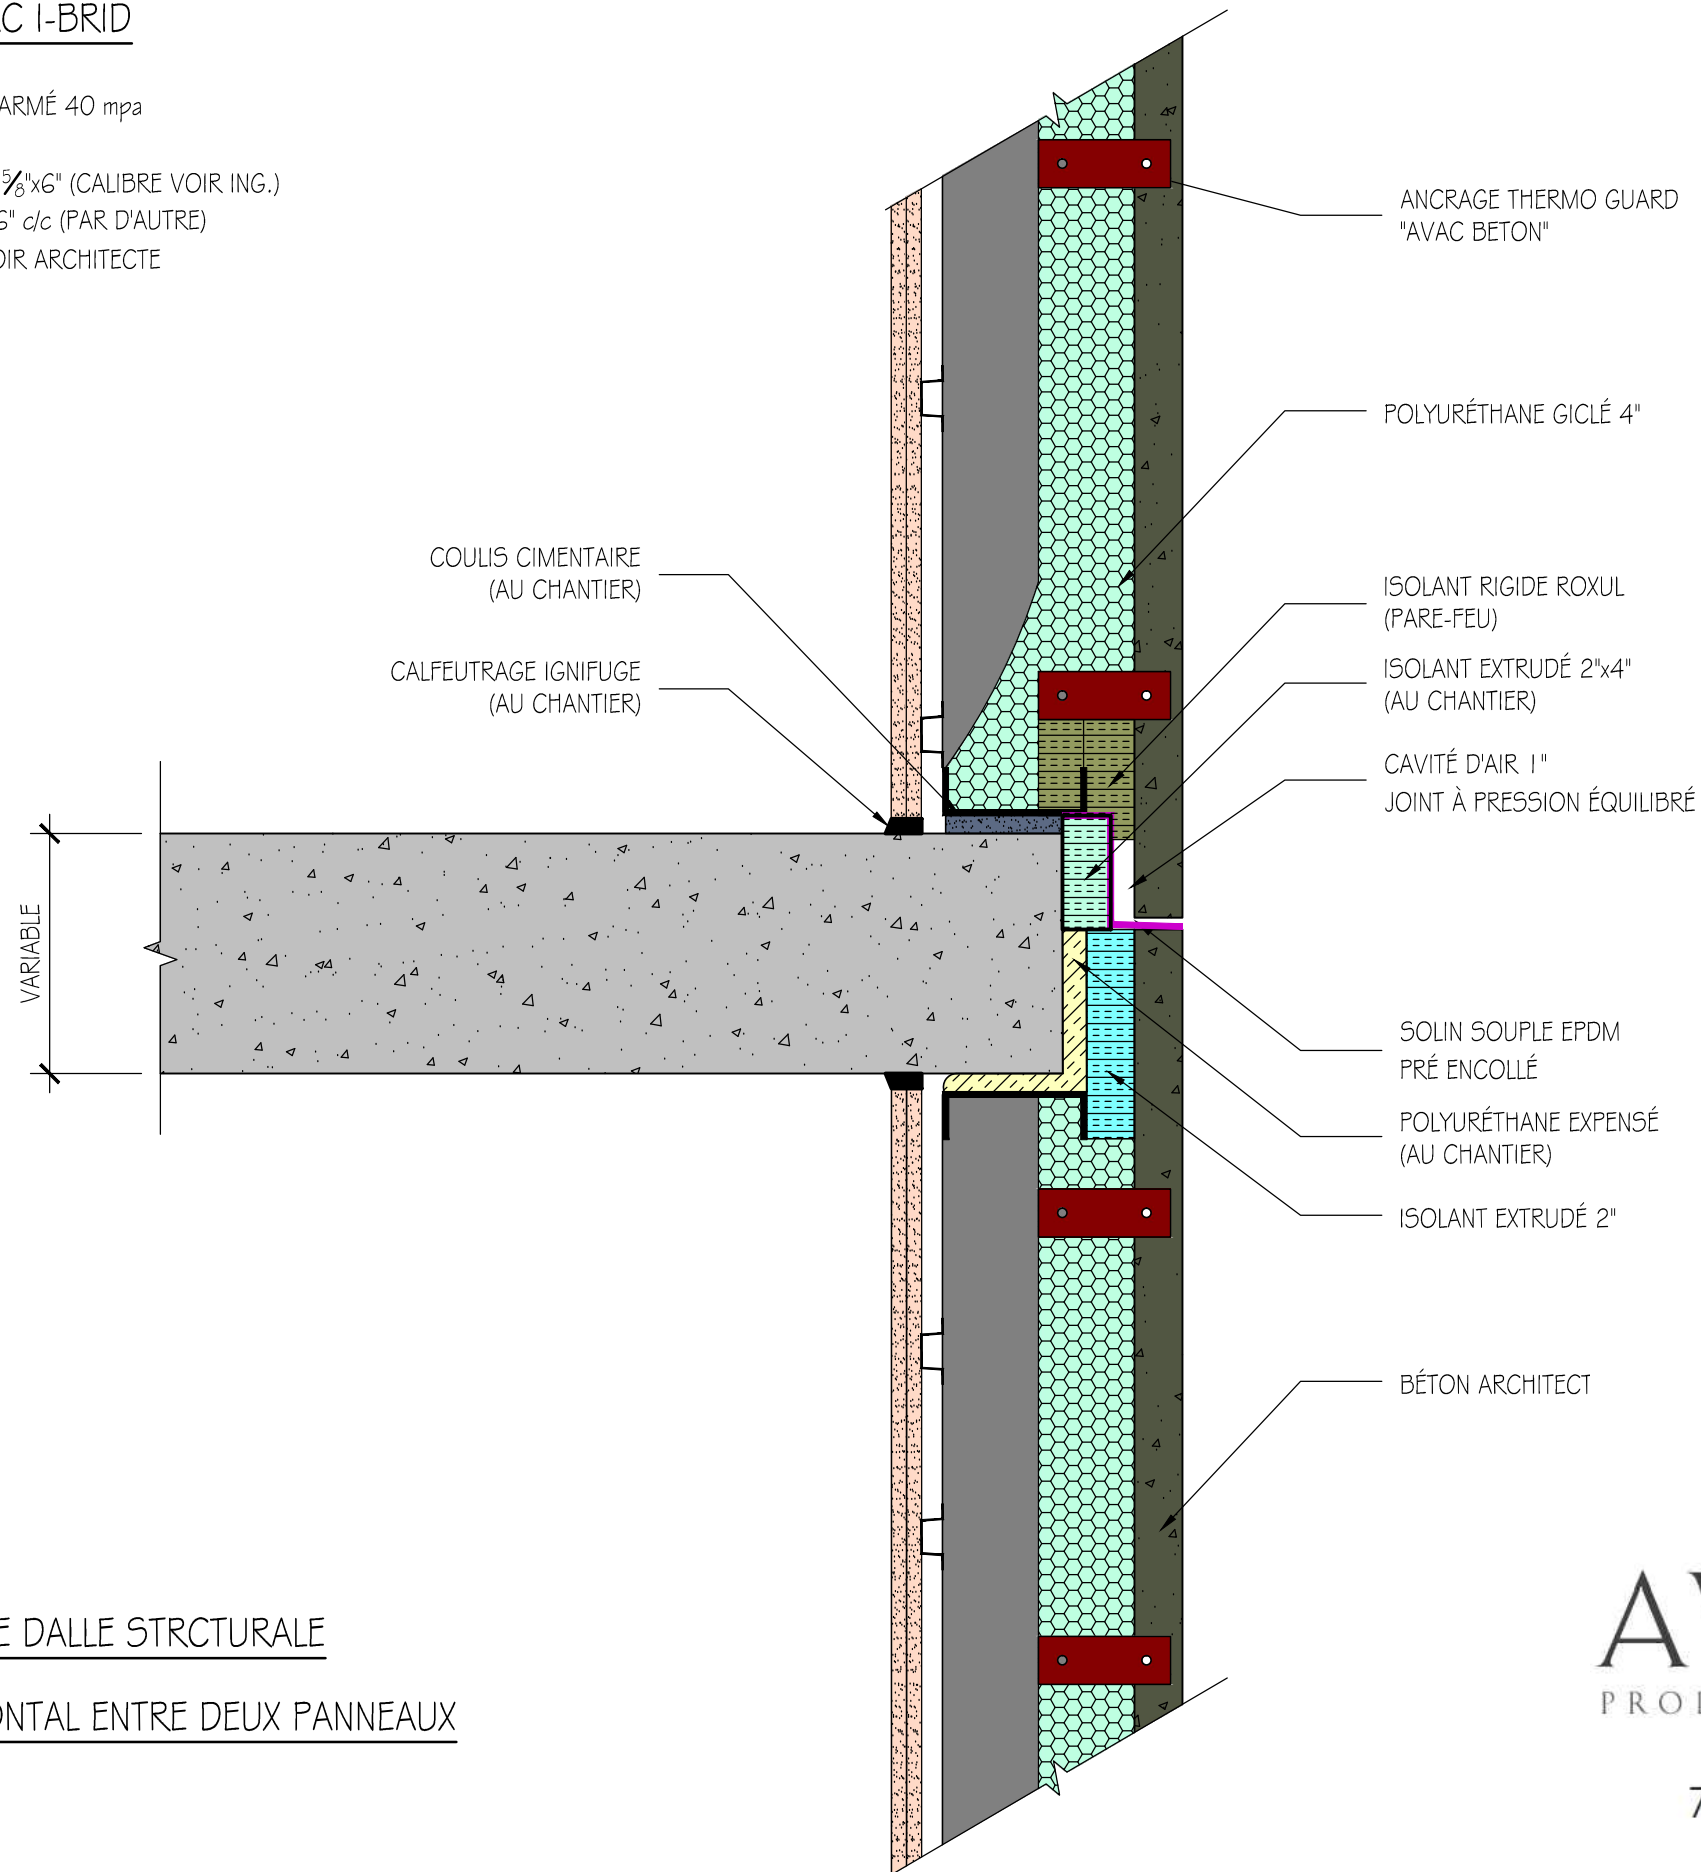 C I-BRID
ARMÉ 40 mpa
5/8"x6" (CALIBRE VOIR ING.)
6" c/c (PAR D'AUTRE)
OIR ARCHITECTE
ANCRAGE THERMO GUARD
"AVAC BETON"
POLYURÉTHANE GICLÉ 4"
COULIS CIMENTAIRE
(AU CHANTIER)
ISOLANT RIGIDE ROXUL
(PARE-FEU)
CALFEUTRAGE IGNIFUGE
(AU CHANTIER)
ISOLANT EXTRUDÉ 2"x4"
(AU CHANTIER)
CAVITÉ D'AIR 1"
JOINT À PRESSION ÉQUILIBRÉ
VARIABLE
SOLIN SOUPLE EPDM
PRÉ ENCOLLÉ
POLYURÉTHANE EXPENSÉ
(AU CHANTIER)
ISOLANT EXTRUDÉ 2"
BÉTON ARCHITECT
E DALLE STRCTURALE
ONTAL ENTRE DEUX PANNEAUX
A
PRO
7